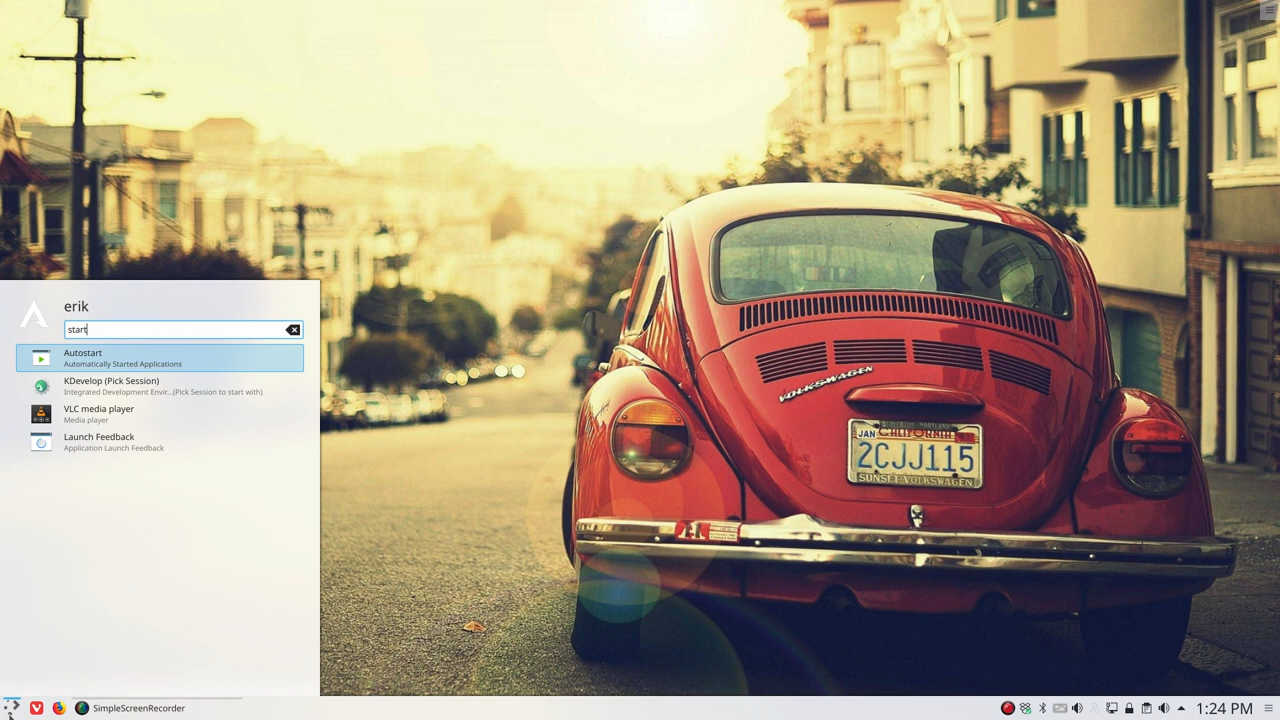 erik
start
Autostart
Automatically Started Applications
KDevelop (Pick Session)
Integrated Development Envir...(Pick Session to start with)
VLC media player
Media player
Launch Feedback
Application Launch Feedback
VOLKSWAGEN
JAN CALIFORNIA
2CJJ115
SUNSET VOLKSWAGEN
SimpleScreenRecorder
1:24 PM